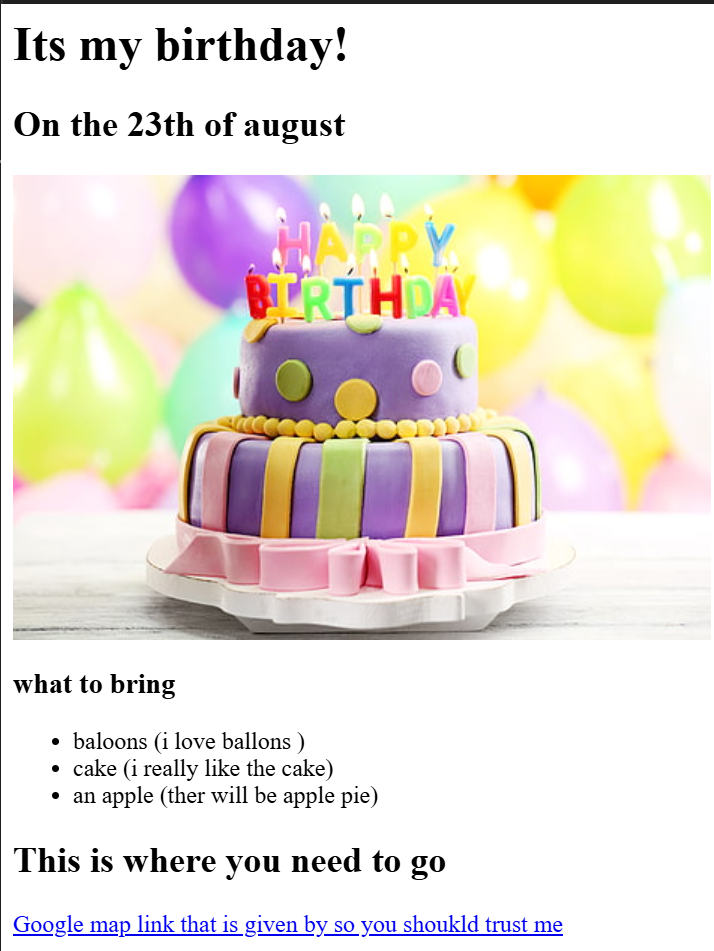 Its my birthday!
On the 23th of august
HAPPY
BIRTHDAY
what to bring
baloons (i love ballons )
cake (i really like the cake)
an apple (ther will be apple pie)
This is where you need to go
Google map link that is given by so you shoukld trust me